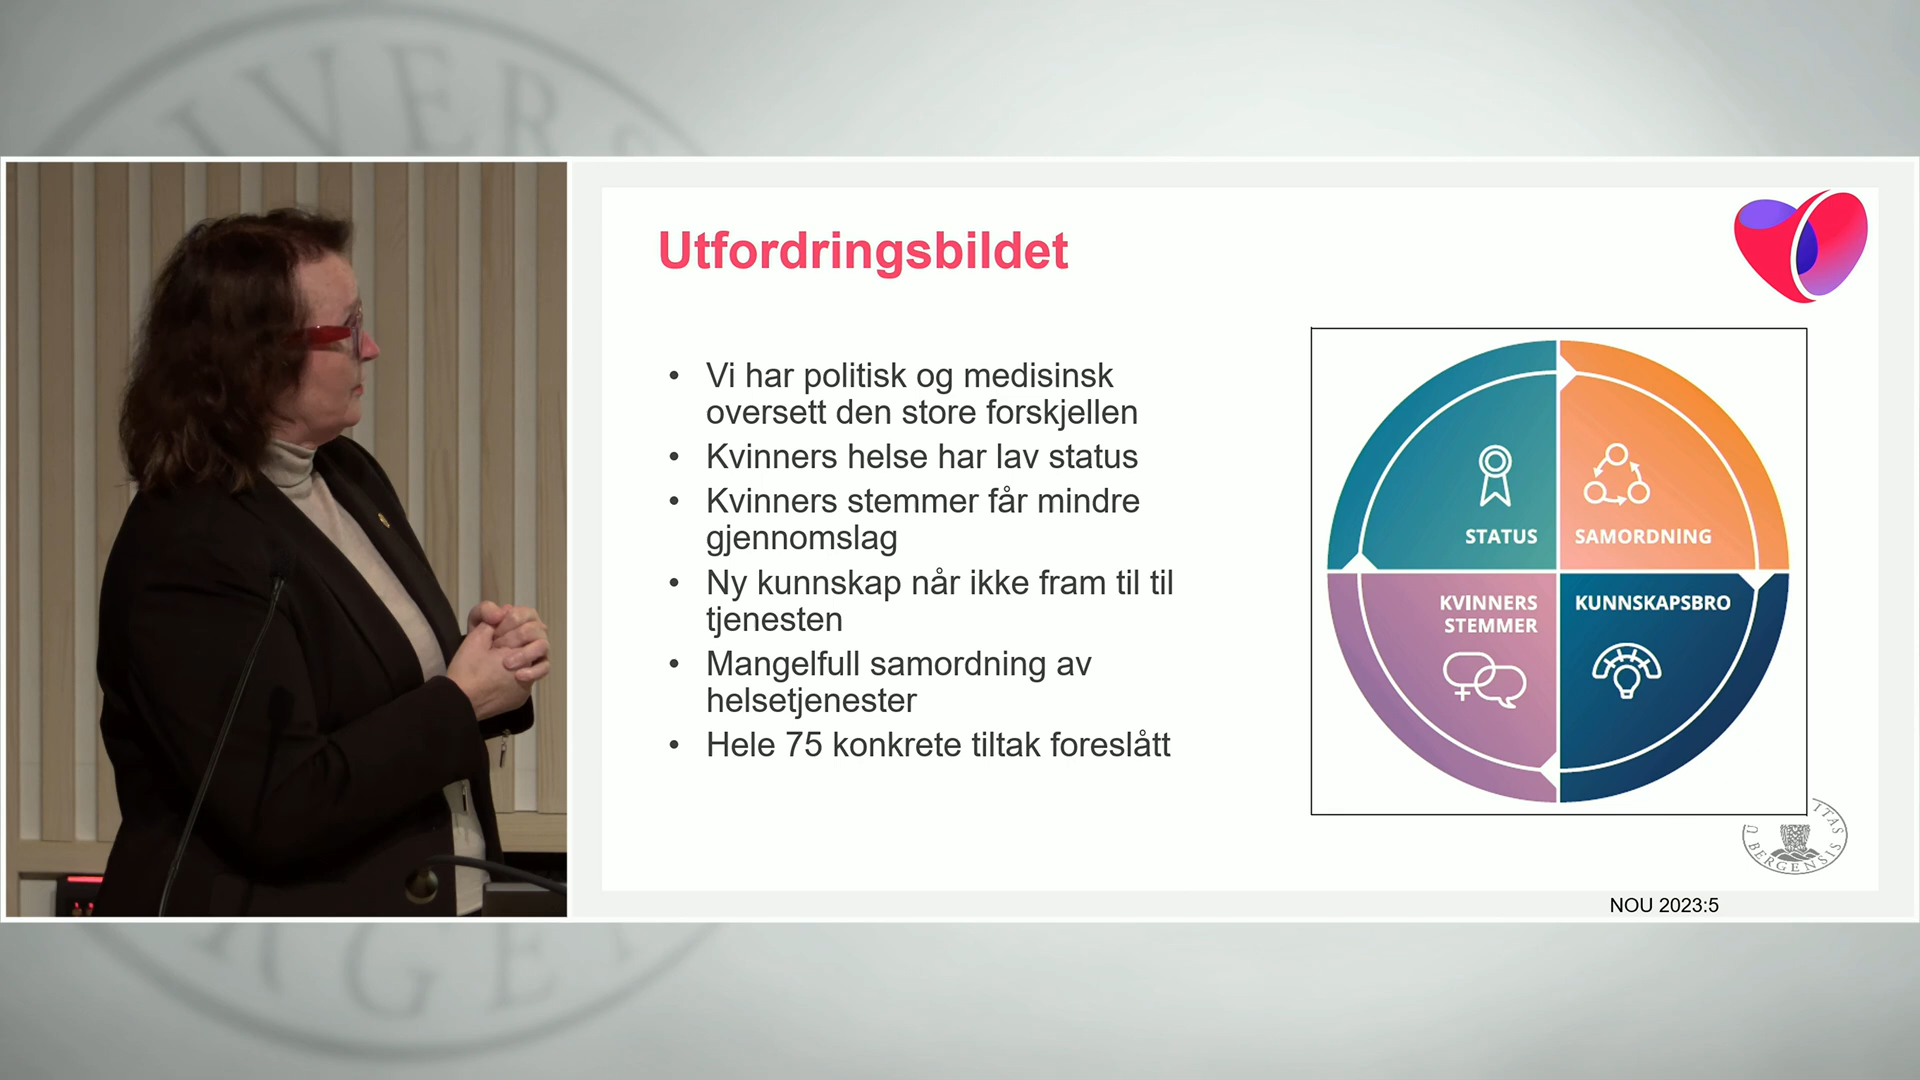 Utfordringsbildet
• Vi har politisk og medisinsk
oversett den store forskjellen
• Kvinners helse har lav status
• Kvinners stemmer får mindre
gjennomslag
• Ny kunnskap når ikke fram til til
tjenesten
• Mangelfull samordning av
helsetjenester
• Hele 75 konkrete tiltak foreslått
STATUS
SAMORDNING
KVINNERS
STEMMER
KUNNSKAPSBRO
BERGENSIS
NOU 2023:5